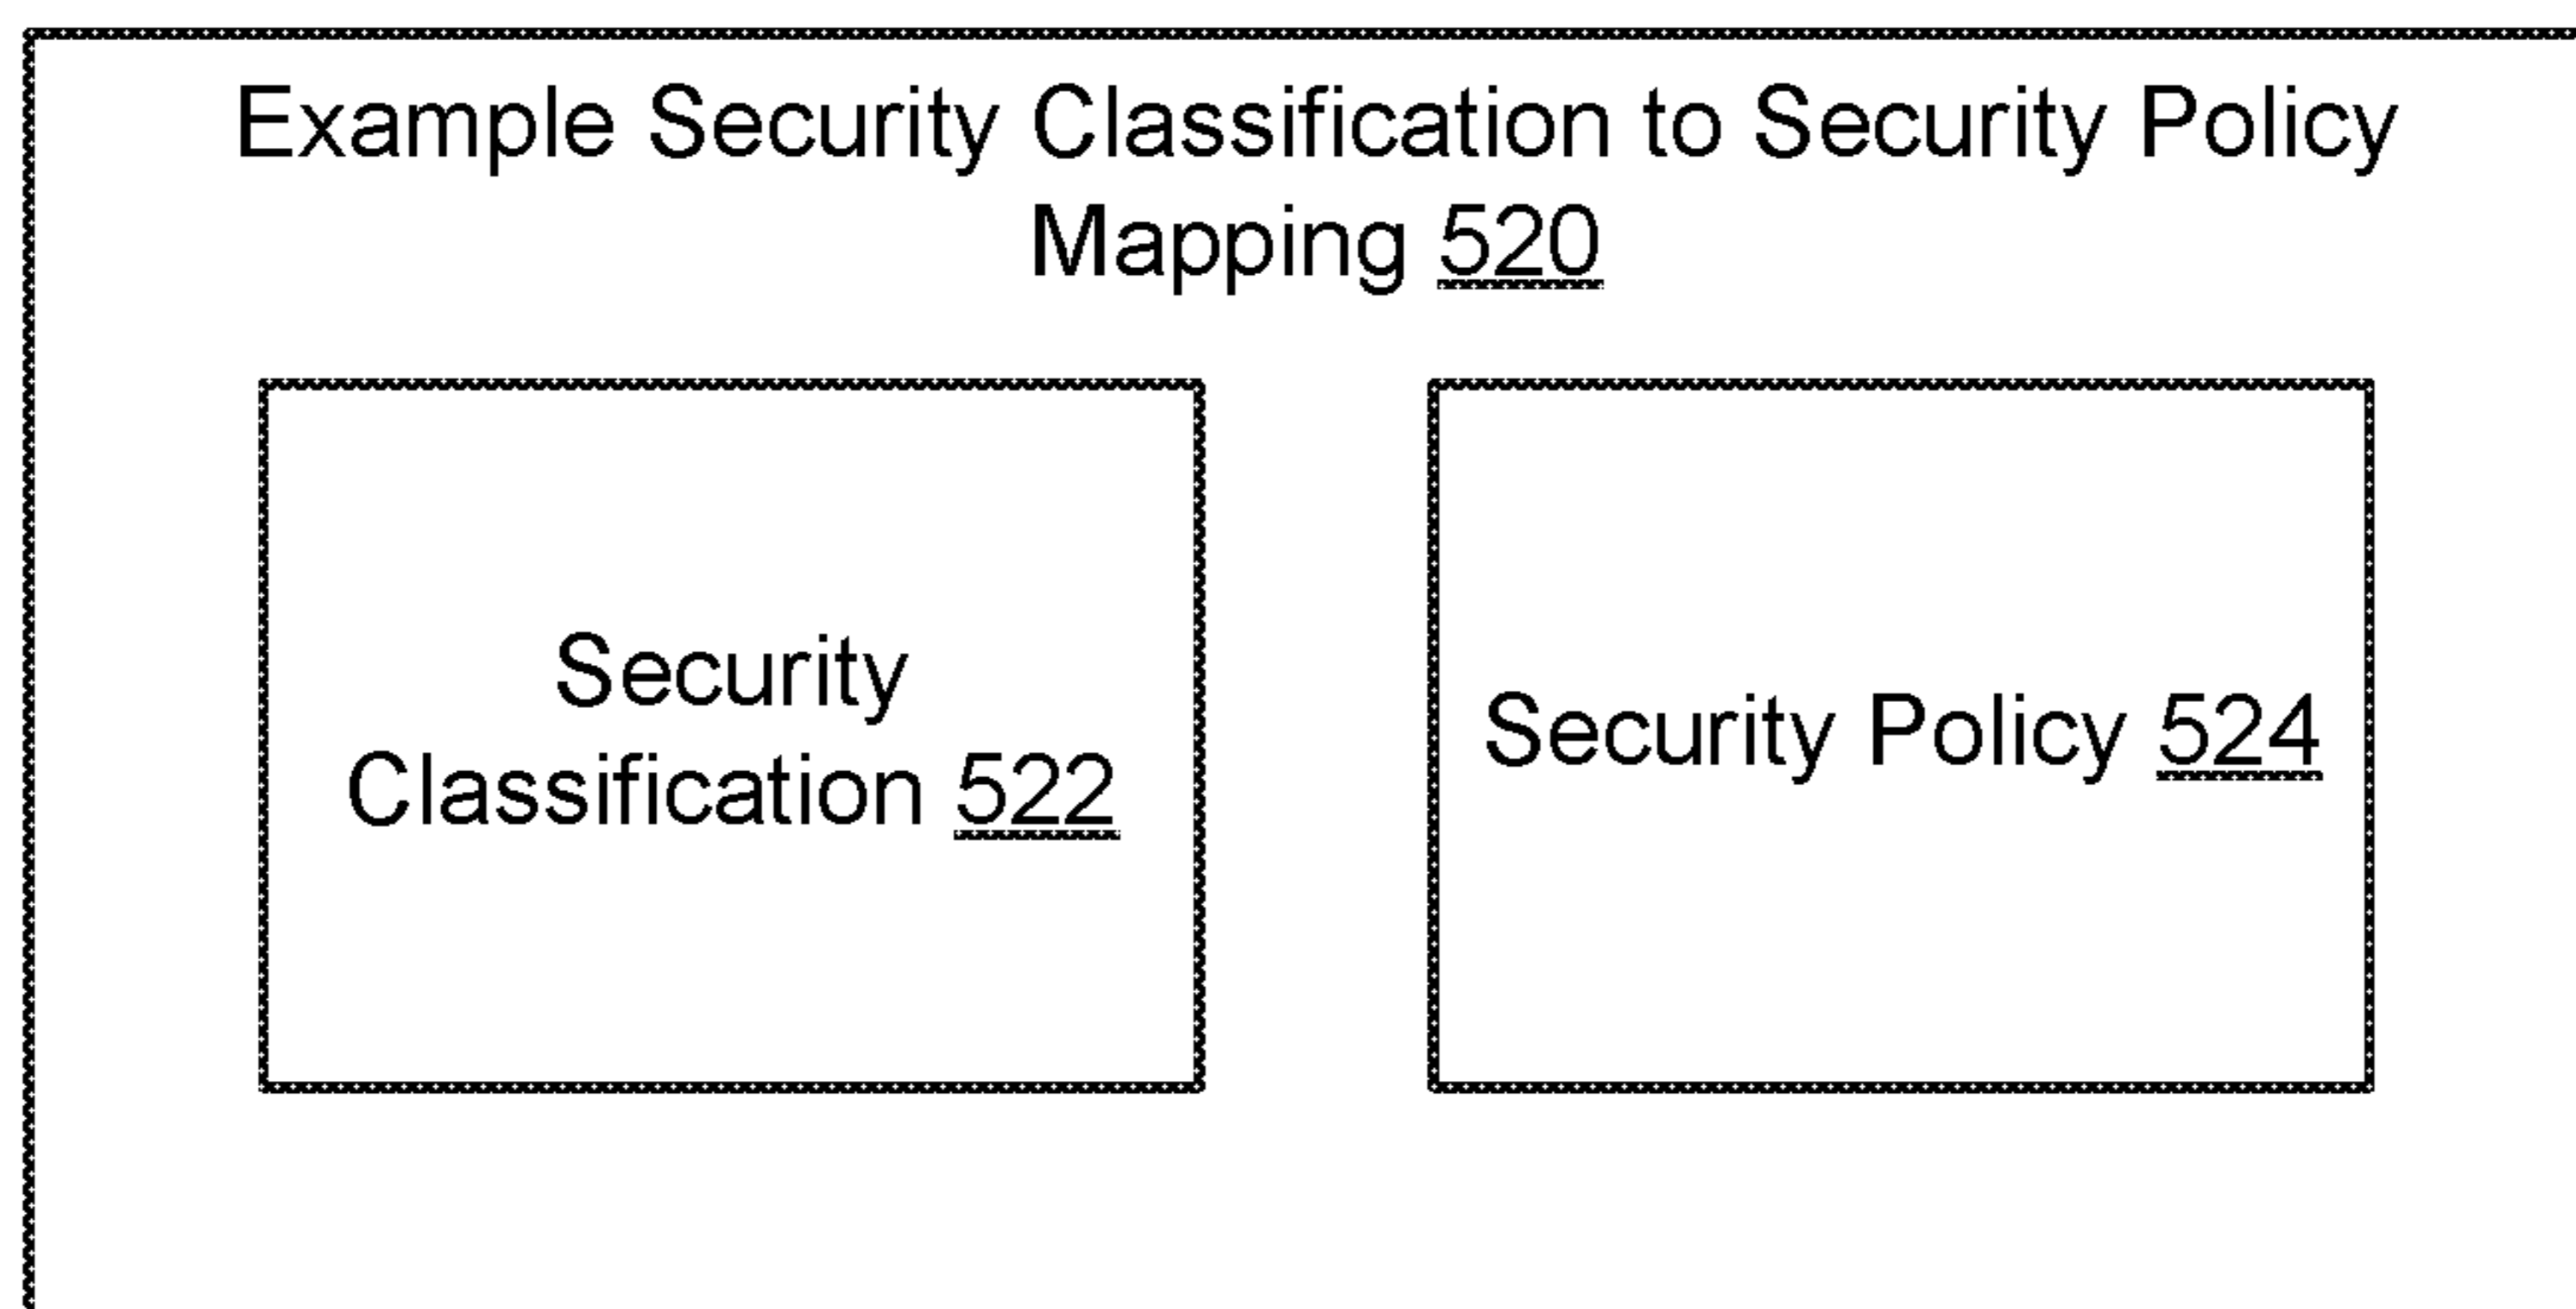 Example Security Classification to Security Policy
Mapping 520
Security
Classification 522
Security Policy 524